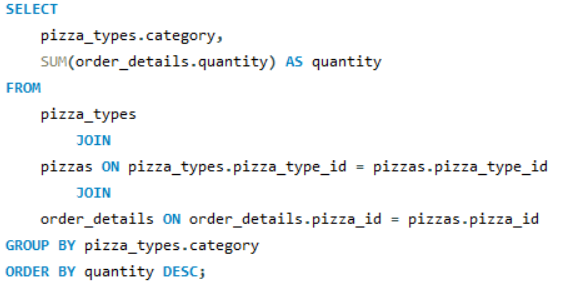 SELECT
pizza_types.category,
SUM(order_details.quantity) AS quantity
FROM
pizza_types
JOIN
pizzas ON pizza_types.pizza_type_id = pizzas.pizza_type_id
JOIN
order_details ON order_details.pizza_id = pizzas.pizza_id
GROUP BY pizza_types.category
ORDER BY quantity DESC;